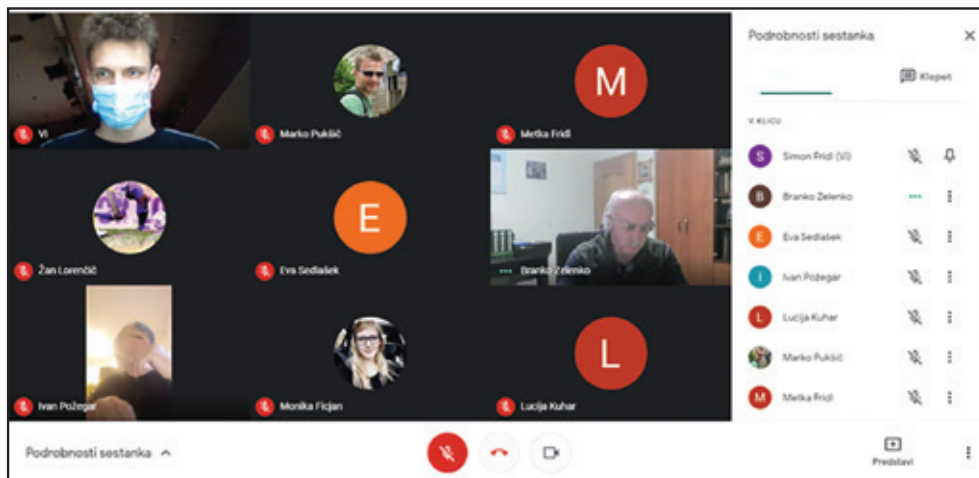 Vi
Marko Pukšič
M
Metka Fridl
Žan Lorenčič
E
Eva Sedlašek
Branko Zelenko
Ivan Požegar
Monika Ficjan
L
Lucija Kuhar
Podrobnosti sestanka
Klepet
V KLICU
S Simon Fridl (Vi)
B Branko Zelenko
E Eva Sedlašek
I Ivan Požegar
L Lucija Kuhar
Marko Pukšič
M Metka Fridl
Podrobnosti sestanka
Predstavi